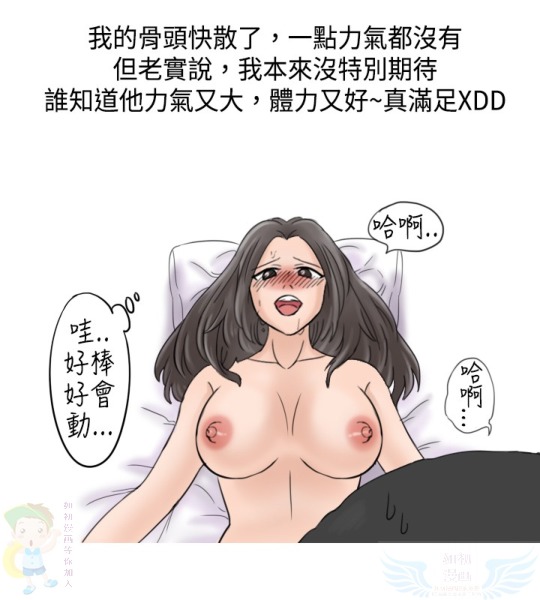 我的骨頭快散了，一點力氣都沒有
但老實說，我本來沒特別期待
誰知道他力氣又大，體力又好~真滿足XDD
哈啊..
哇..
好棒
好會
動...
哈啊...